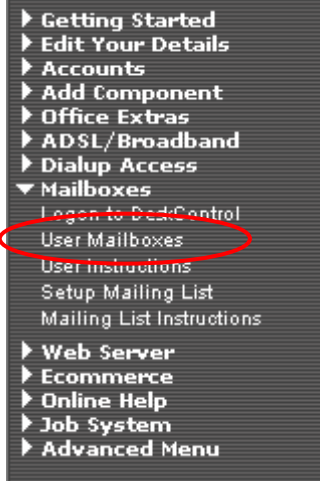 Getting Started
Edit Your Details
Accounts
Add Component
Office Extras
ADSL/Broadband
Dialup Access
Mailboxes
Logon to DeskControl
User Mailboxes
User Instructions
Setup Mailing List
Mailing List Instructions
Web Server
Ecommerce
Online Help
Job System
Advanced Menu